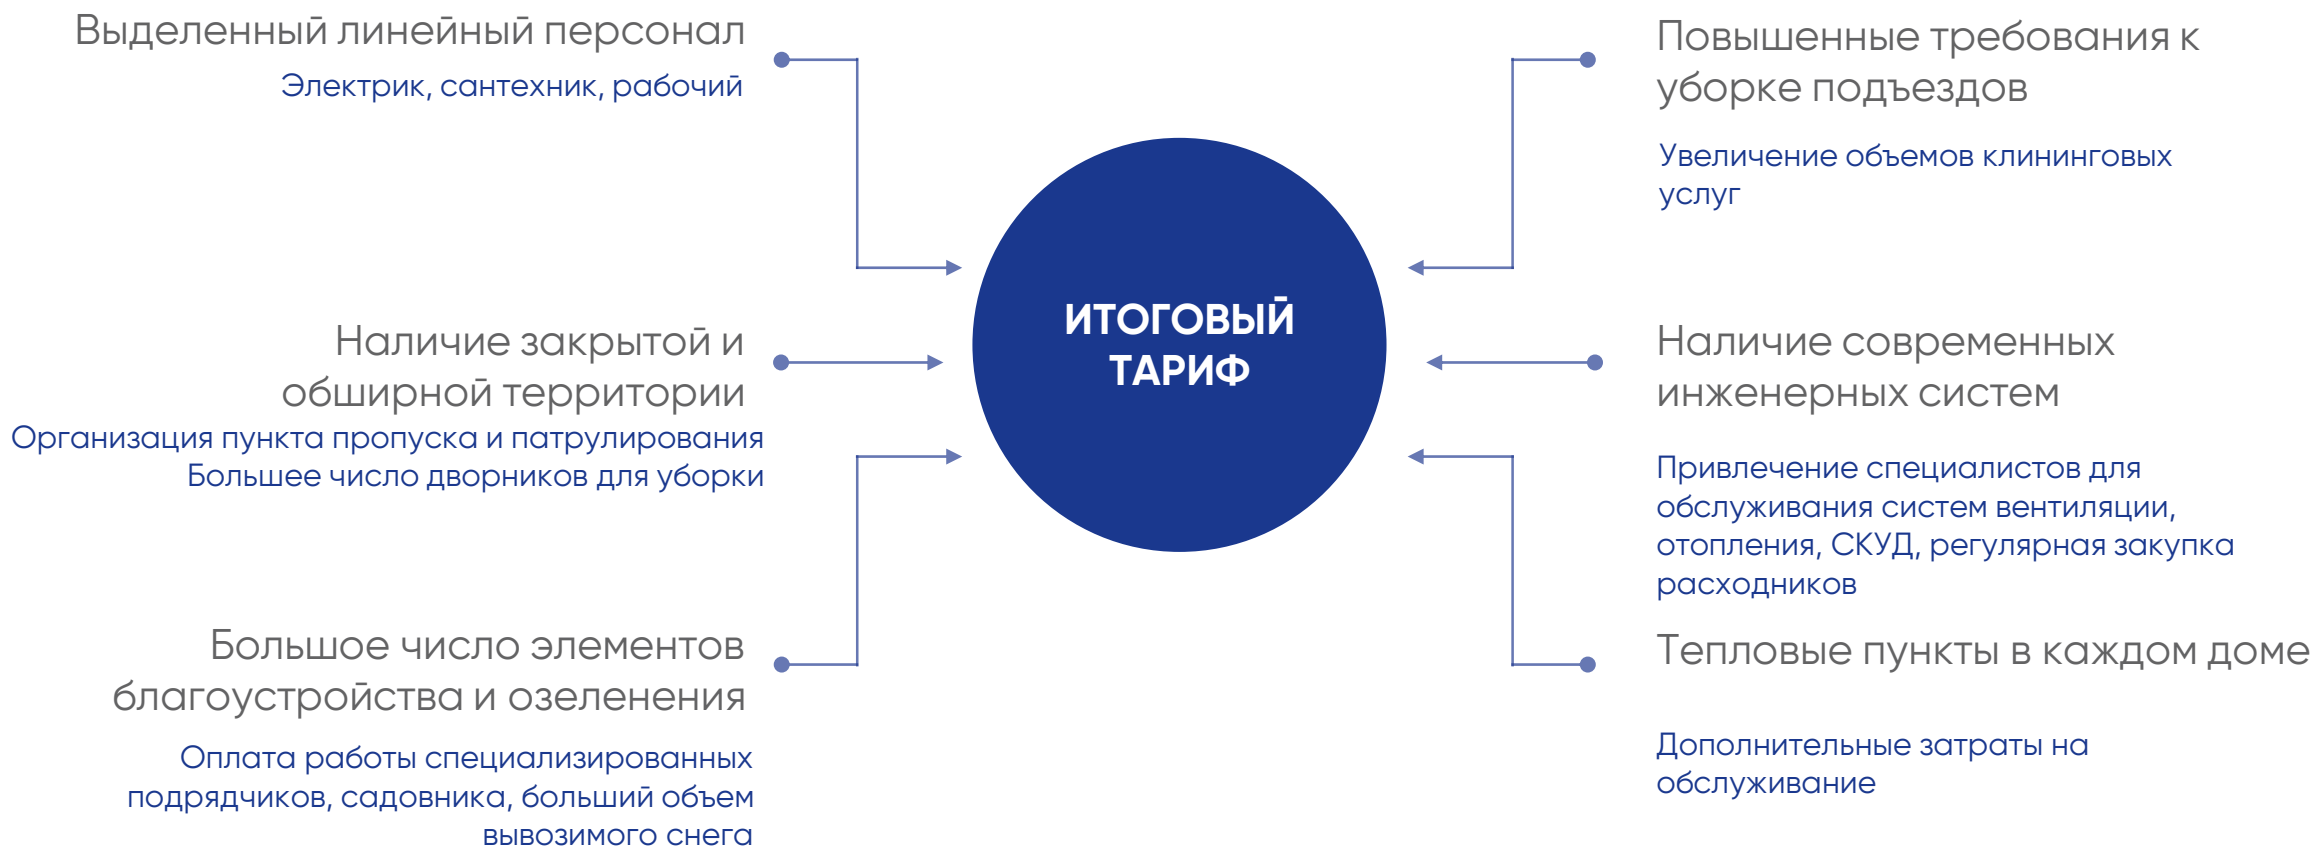 Выделенный линейный персонал
Электрик, сантехник, рабочий
Наличие закрытой и
обширной территории
Организация пункта пропуска и патрулирования
Большее число дворников для уборки
Большое число элементов
благоустройства и озеленения
Оплата работы специализированных
подрядчиков, садовника, больший объем
вывозимого снега
ИТОГОВЫЙ
ТАРИФ
Повышенные требования к
уборке подъездов
Увеличение объемов клининговых
услуг
Наличие современных
инженерных систем
Привлечение специалистов для
обслуживания систем вентиляции,
отопления, СКУД, регулярная закупка
расходников
Тепловые пункты в каждом доме
Дополнительные затраты на
обслуживание